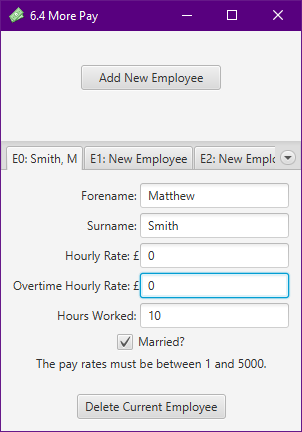 6.4 More Pay
Add New Employee
E0: Smith, M
E1: New Employee
E2: New Emplo
Forename: Matthew
Surname: Smith
Hourly Rate: £ 0
Overtime Hourly Rate: £ 0
Hours Worked: 10
Married?
The pay rates must be between 1 and 5000.
Delete Current Employee